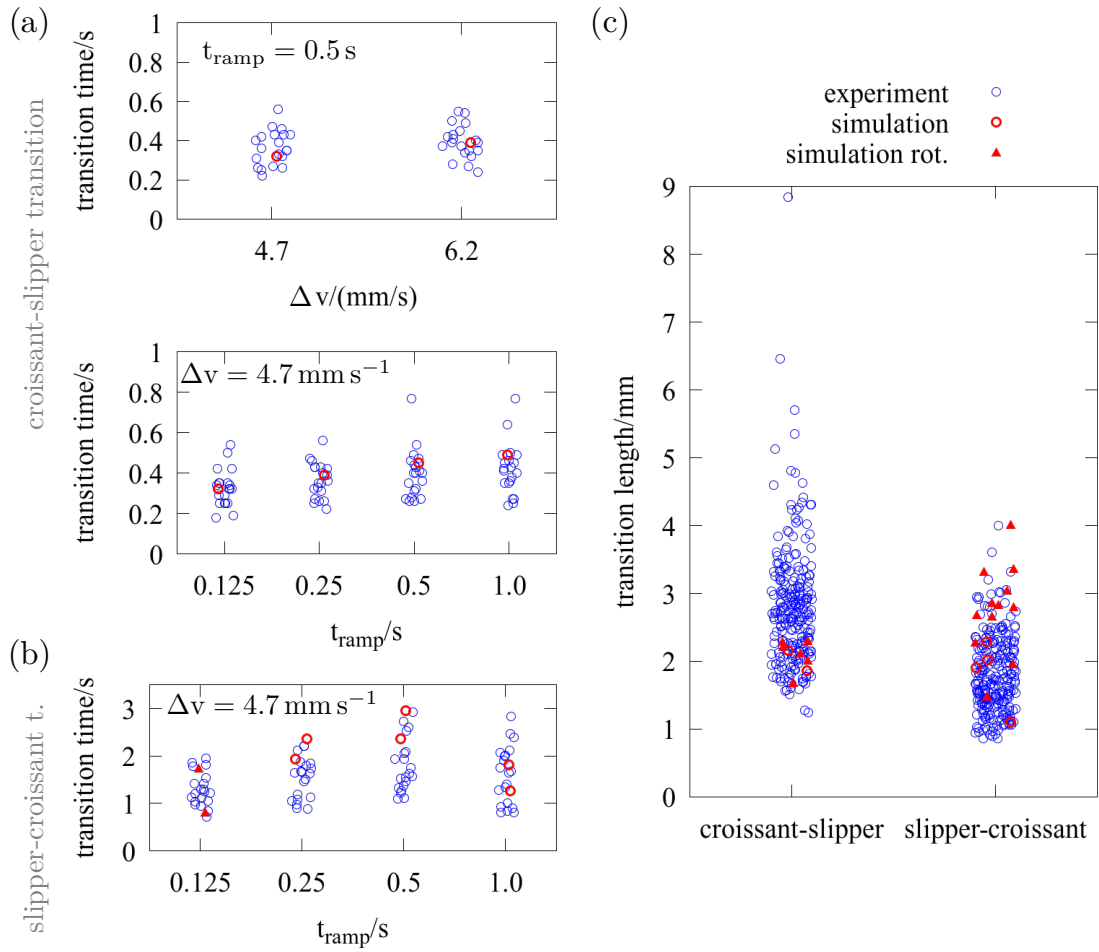 (a)
croissant-slipper transition
transition time/s
1
0.8
0.6
0.4
0.2
0
t_ramp = 0.5 s
4.7
6.2
Δ v/(mm/s)
transition time/s
1
0.8
0.6
0.4
0.2
0
Δv = 4.7 mm s⁻¹
0.125
0.25
0.5
1.0
t_ramp/s
(b)
slipper-croissant t.
transition time/s
3
2
1
0
Δv = 4.7 mm s⁻¹
0.125
0.25
0.5
1.0
t_ramp/s
(c)
experiment
simulation
simulation rot.
transition length/mm
9
8
7
6
5
4
3
2
1
0
croissant-slipper
slipper-croissant